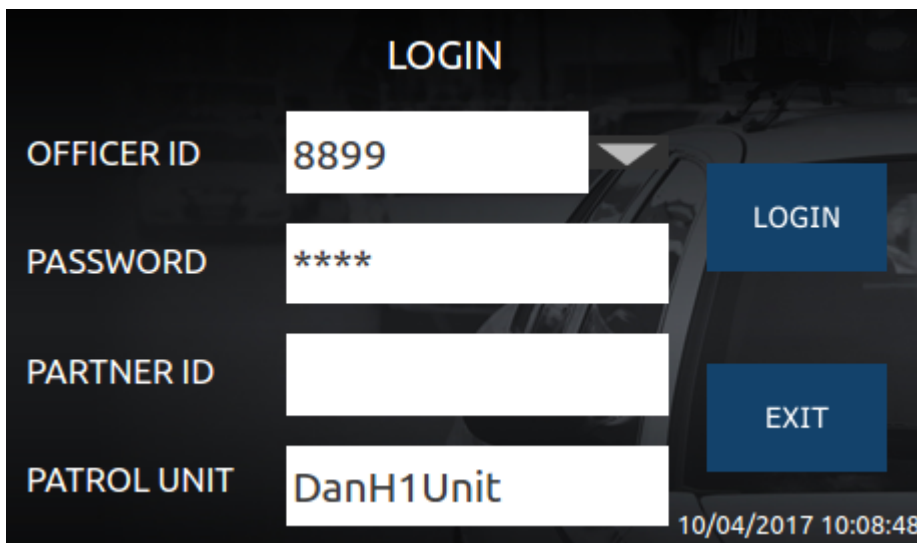 LOGIN
OFFICER ID
8899
LOGIN
PASSWORD
****
PARTNER ID
EXIT
PATROL UNIT
DanH1Unit
10/04/2017 10:08:48